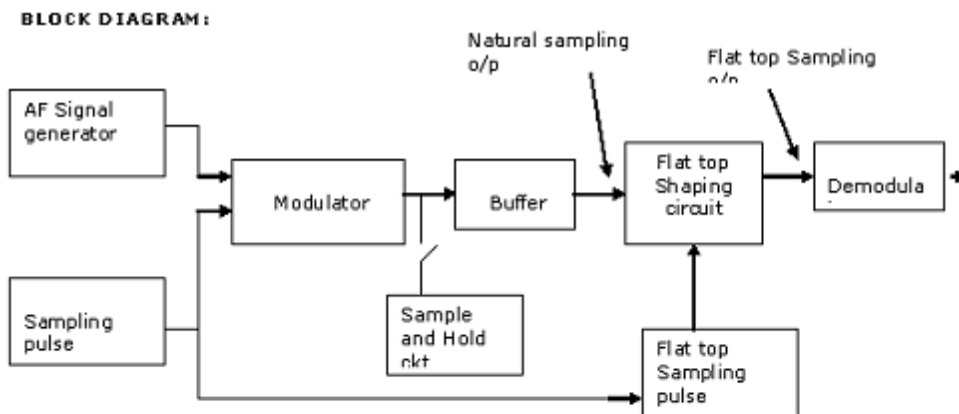 BLOCK DIAGRAM:
Natural sampling
o/p
Flat top Sampling
o/p
AF Signal
generator
Modulator
Buffer
Flat top
Shaping
circuit
Demodula
Sampling
pulse
Sample
and Hold
ckt
Flat top
Sampling
pulse